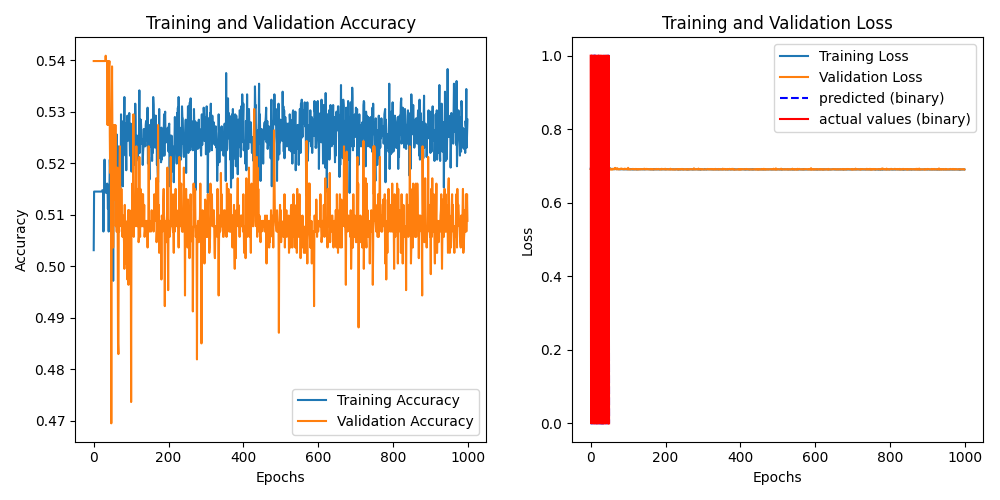 Training and Validation Accuracy
0.54
0.53
0.52
0.51
0.50
0.49
0.48
0.47
Accuracy
Training Accuracy
Validation Accuracy
0 200 400 600 800 1000
Epochs
Training and Validation Loss
1.0
0.8
0.6
0.4
0.2
0.0
Loss
Training Loss
Validation Loss
predicted (binary)
actual values (binary)
0 200 400 600 800 1000
Epochs